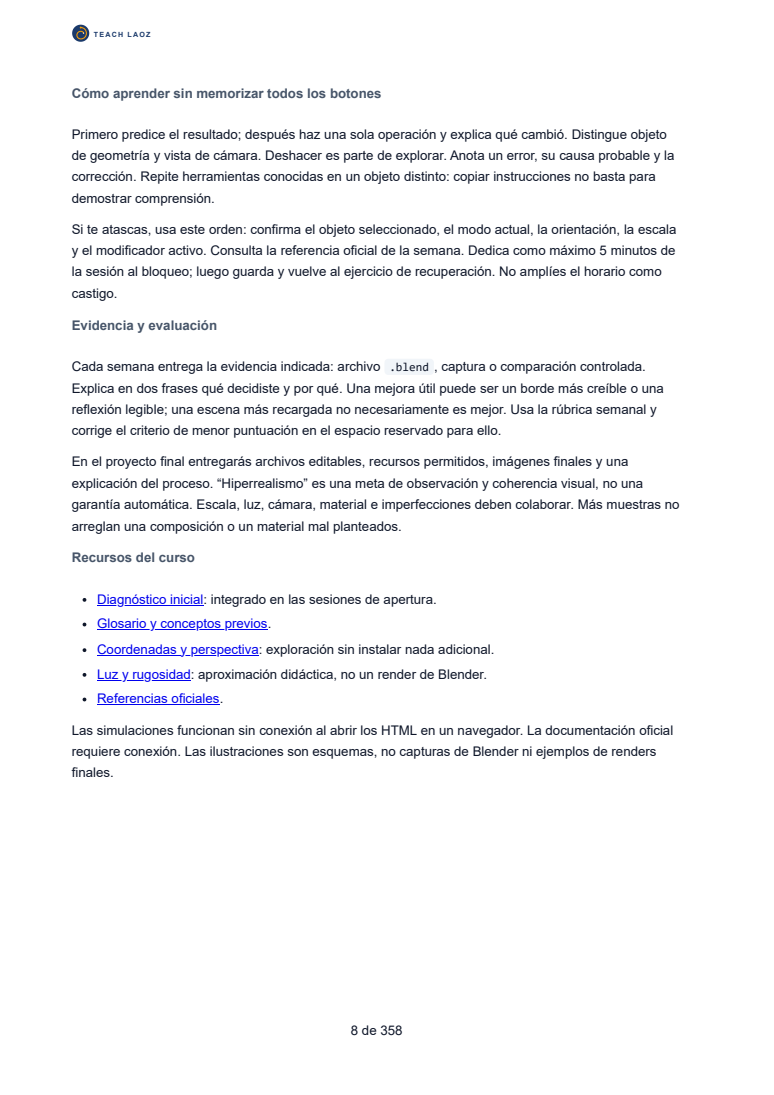 TEACH LAOZ
Cómo aprender sin memorizar todos los botones
Primero predice el resultado; después haz una sola operación y explica qué cambió. Distingue objeto
de geometría y vista de cámara. Deshacer es parte de explorar. Anota un error, su causa probable y la
corrección. Repite herramientas conocidas en un objeto distinto: copiar instrucciones no basta para
demostrar comprensión.
Si te atascas, usa este orden: confirma el objeto seleccionado, el modo actual, la orientación, la escala
y el modificador activo. Consulta la referencia oficial de la semana. Dedica como máximo 5 minutos de
la sesión al bloqueo; luego guarda y vuelve al ejercicio de recuperación. No amplíes el horario como
castigo.
Evidencia y evaluación
Cada semana entrega la evidencia indicada: archivo .blend , captura o comparación controlada.
Explica en dos frases qué decidiste y por qué. Una mejora útil puede ser un borde más creíble o una
reflexión legible; una escena más recargada no necesariamente es mejor. Usa la rúbrica semanal y
corrige el criterio de menor puntuación en el espacio reservado para ello.
En el proyecto final entregarás archivos editables, recursos permitidos, imágenes finales y una
explicación del proceso. “Hiperrealismo” es una meta de observación y coherencia visual, no una
garantía automática. Escala, luz, cámara, material e imperfecciones deben colaborar. Más muestras no
arreglan una composición o un material mal planteados.
Recursos del curso
• Diagnóstico inicial: integrado en las sesiones de apertura.
• Glosario y conceptos previos.
• Coordenadas y perspectiva: exploración sin instalar nada adicional.
• Luz y rugosidad: aproximación didáctica, no un render de Blender.
• Referencias oficiales.
Las simulaciones funcionan sin conexión al abrir los HTML en un navegador. La documentación oficial
requiere conexión. Las ilustraciones son esquemas, no capturas de Blender ni ejemplos de renders
finales.
8 de 358